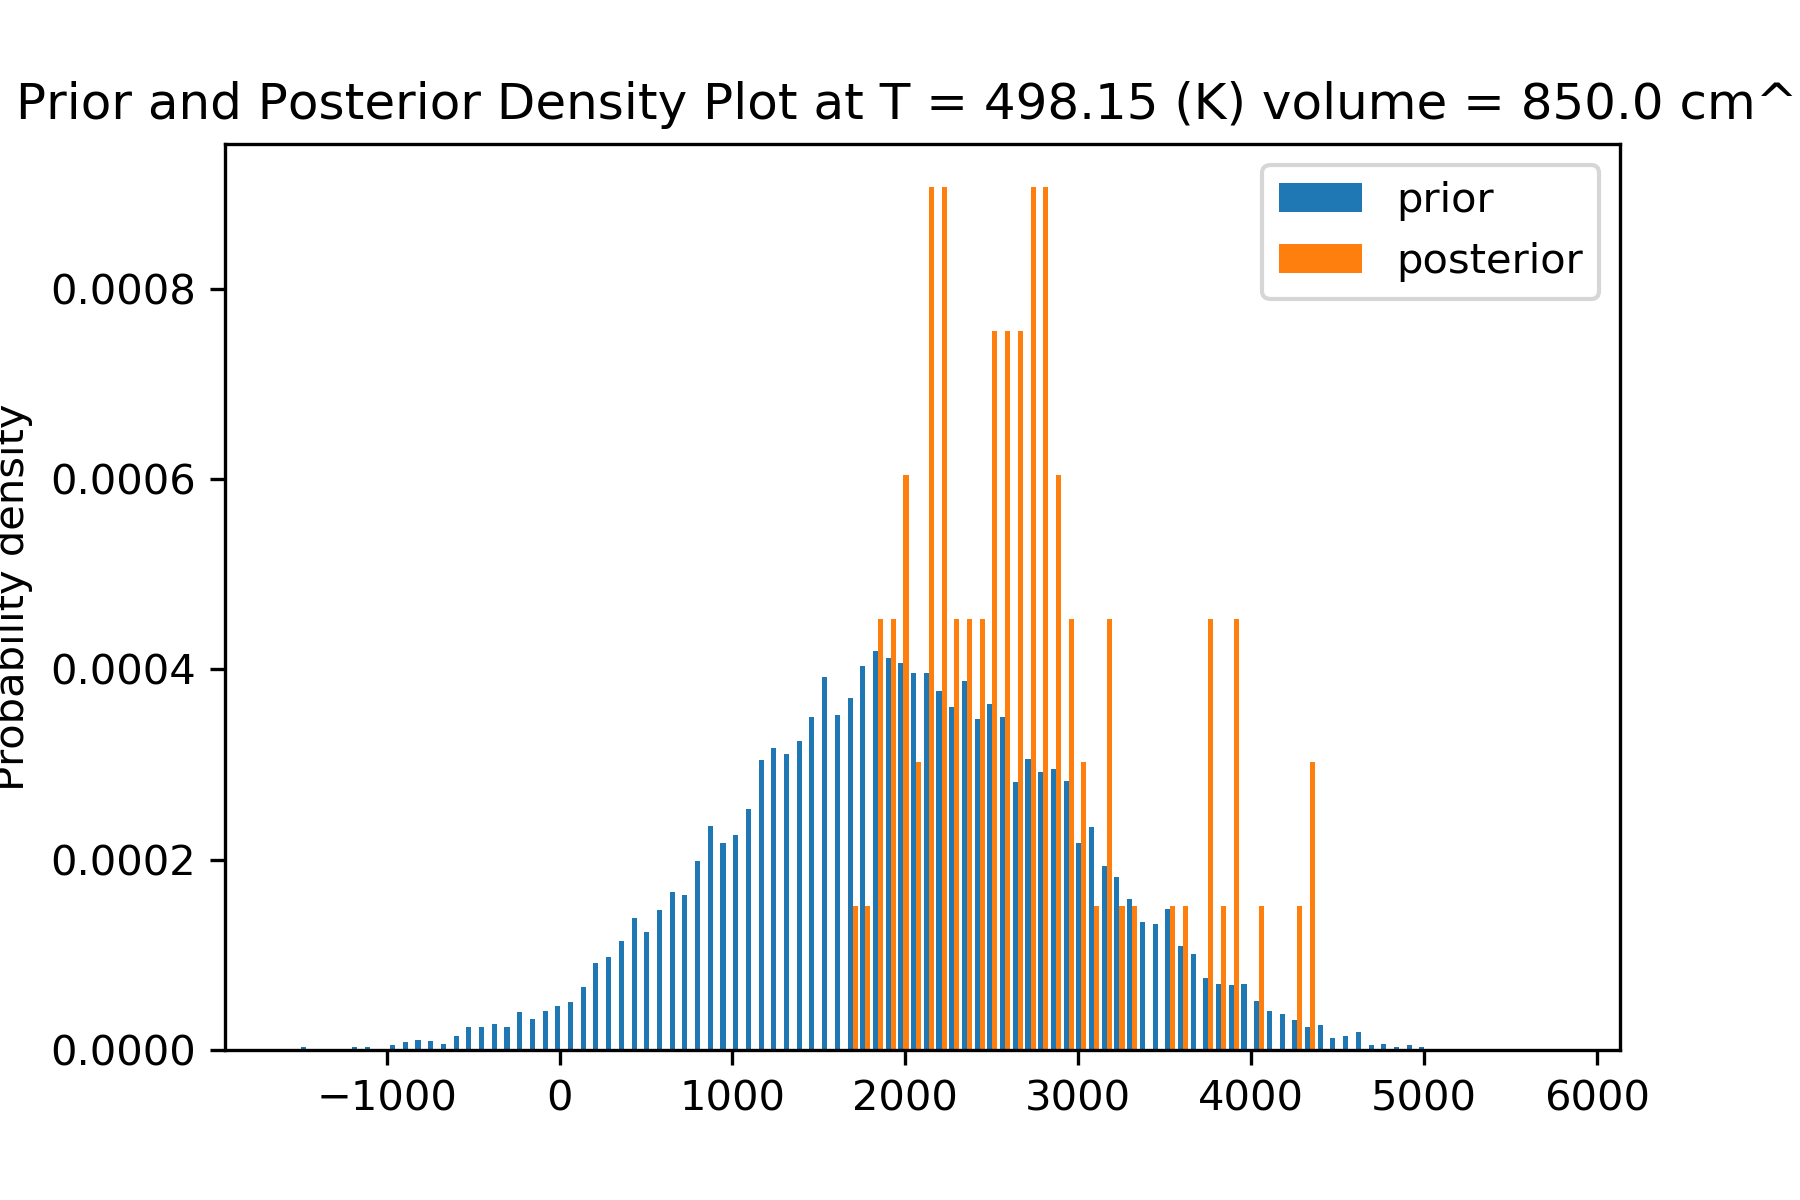 Prior and Posterior Density Plot at T = 498.15 (K) volume = 850.0 cm^
prior
posterior
Probability density
0.0008
0.0006
0.0004
0.0002
0.0000
−1000 0 1000 2000 3000 4000 5000 6000